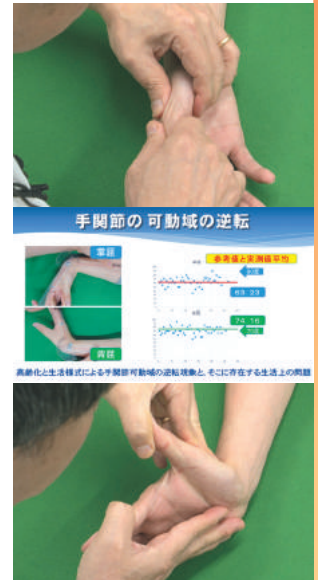 手関節の可動域の逆転
掌屈
参考値と実測値平均
63.23
74.16
背屈
高齢化と生活様式による手関節可動域の逆転現象と、そこに存在する生活上の問題